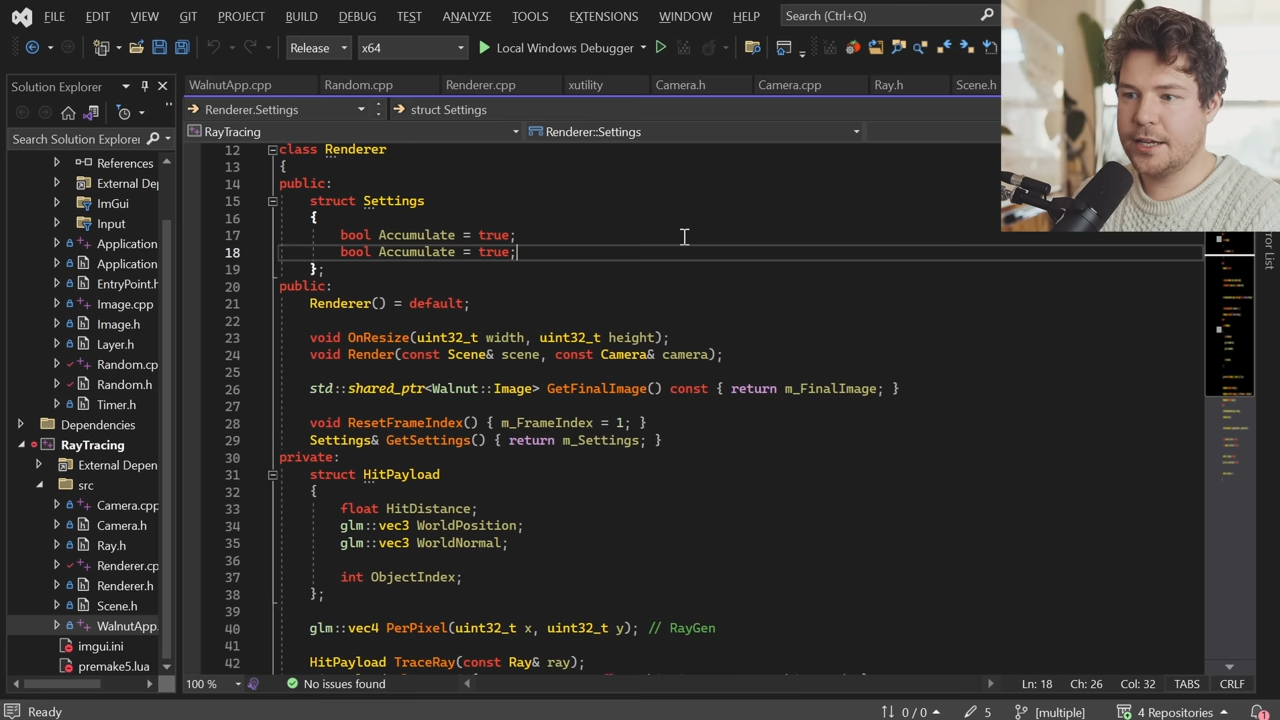 FILE EDIT VIEW GIT PROJECT BUILD DEBUG TEST ANALYZE TOOLS EXTENSIONS WINDOW HELP Search (Ctrl+Q)
Release x64 Local Windows Debugger
Solution Explorer
Search Solution Explorer
References
External De
ImGui
Input
Application
Application
EntryPoint.h
Image.cpp
Image.h
Layer.h
Random.cp
Random.h
Timer.h
Dependencies
RayTracing
External Depen
src
Camera.cpp
Camera.h
Ray.h
Renderer.cp
Renderer.h
Scene.h
WalnutApp.
imgui.ini
premake5.lua
WalnutApp.cpp Random.cpp Renderer.cpp xutility Camera.h Camera.cpp Ray.h Scene.h
Renderer.Settings struct Settings
RayTracing Renderer::Settings
12 class Renderer
13 {
14 public:
15 struct Settings
16 {
17 bool Accumulate = true;
18 bool Accumulate = true;
19 };
20 public:
21 Renderer() = default;
22
23 void OnResize(uint32_t width, uint32_t height);
24 void Render(const Scene& scene, const Camera& camera);
25
26 std::shared_ptr<Walnut::Image> GetFinalImage() const { return m_FinalImage; }
27
28 void ResetFrameIndex() { m_FrameIndex = 1; }
29 Settings& GetSettings() { return m_Settings; }
30 private:
31 struct HitPayload
32 {
33 float HitDistance;
34 glm::vec3 WorldPosition;
35 glm::vec3 WorldNormal;
36
37 int ObjectIndex;
38 };
39
40 glm::vec4 PerPixel(uint32_t x, uint32_t y); // RayGen
41
42 HitPayload TraceRay(const Ray& ray);
ror List
100 % No issues found Ln: 18 Ch: 26 Col: 32 TABS CRLF
Ready 0 / 0 5 [multiple] 4 Repositories 1